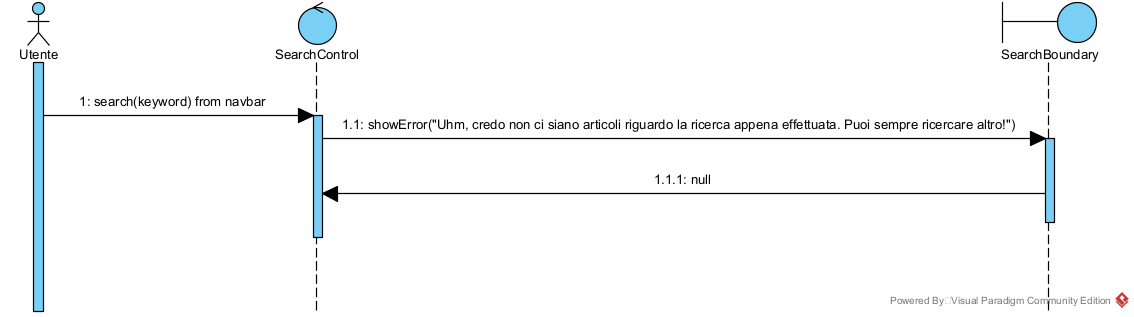 Utente
SearchControl
SearchBoundary
1: search(keyword) from navbar
1.1: showError("Uhm, credo non ci siano articoli riguardo la ricerca appena effettuata. Puoi sempre ricercare altro!")
1.1.1: null
Powered By Visual Paradigm Community Edition